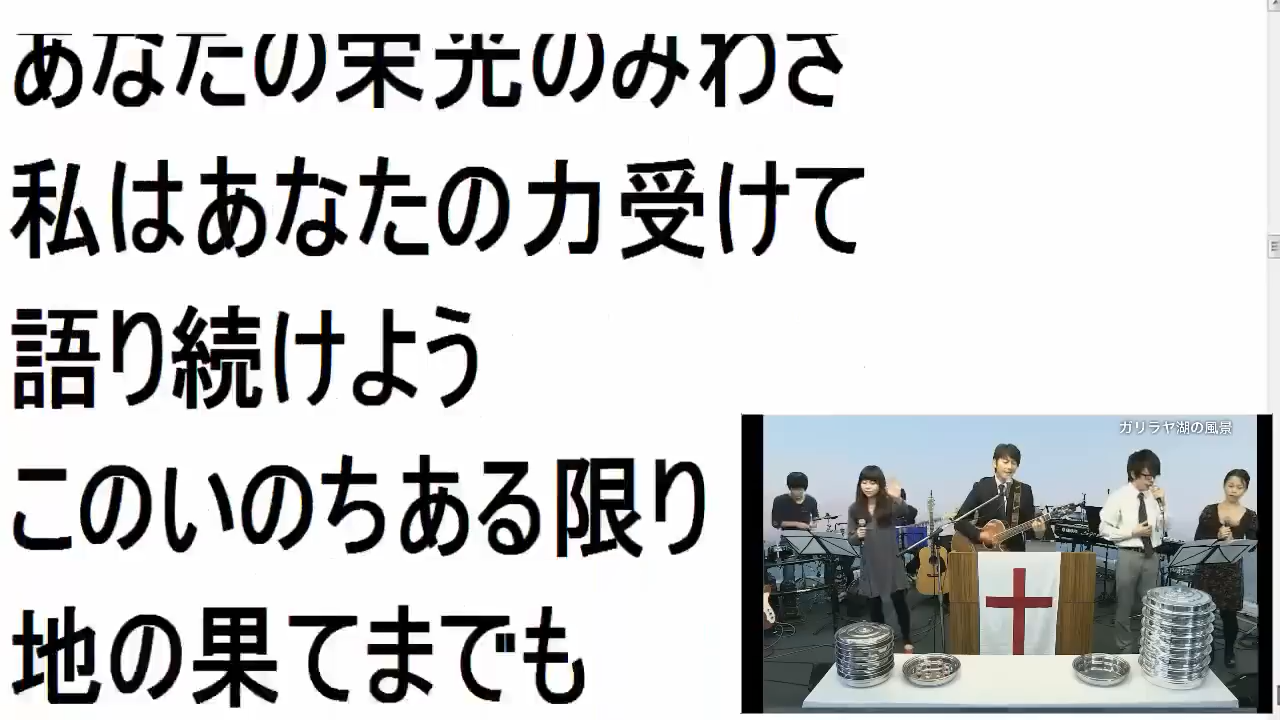 あなたの栄光のみわざ
私はあなたの力受けて
語り続けよう
このいのちある限り
地の果てまでも
ガリラヤ湖の風景